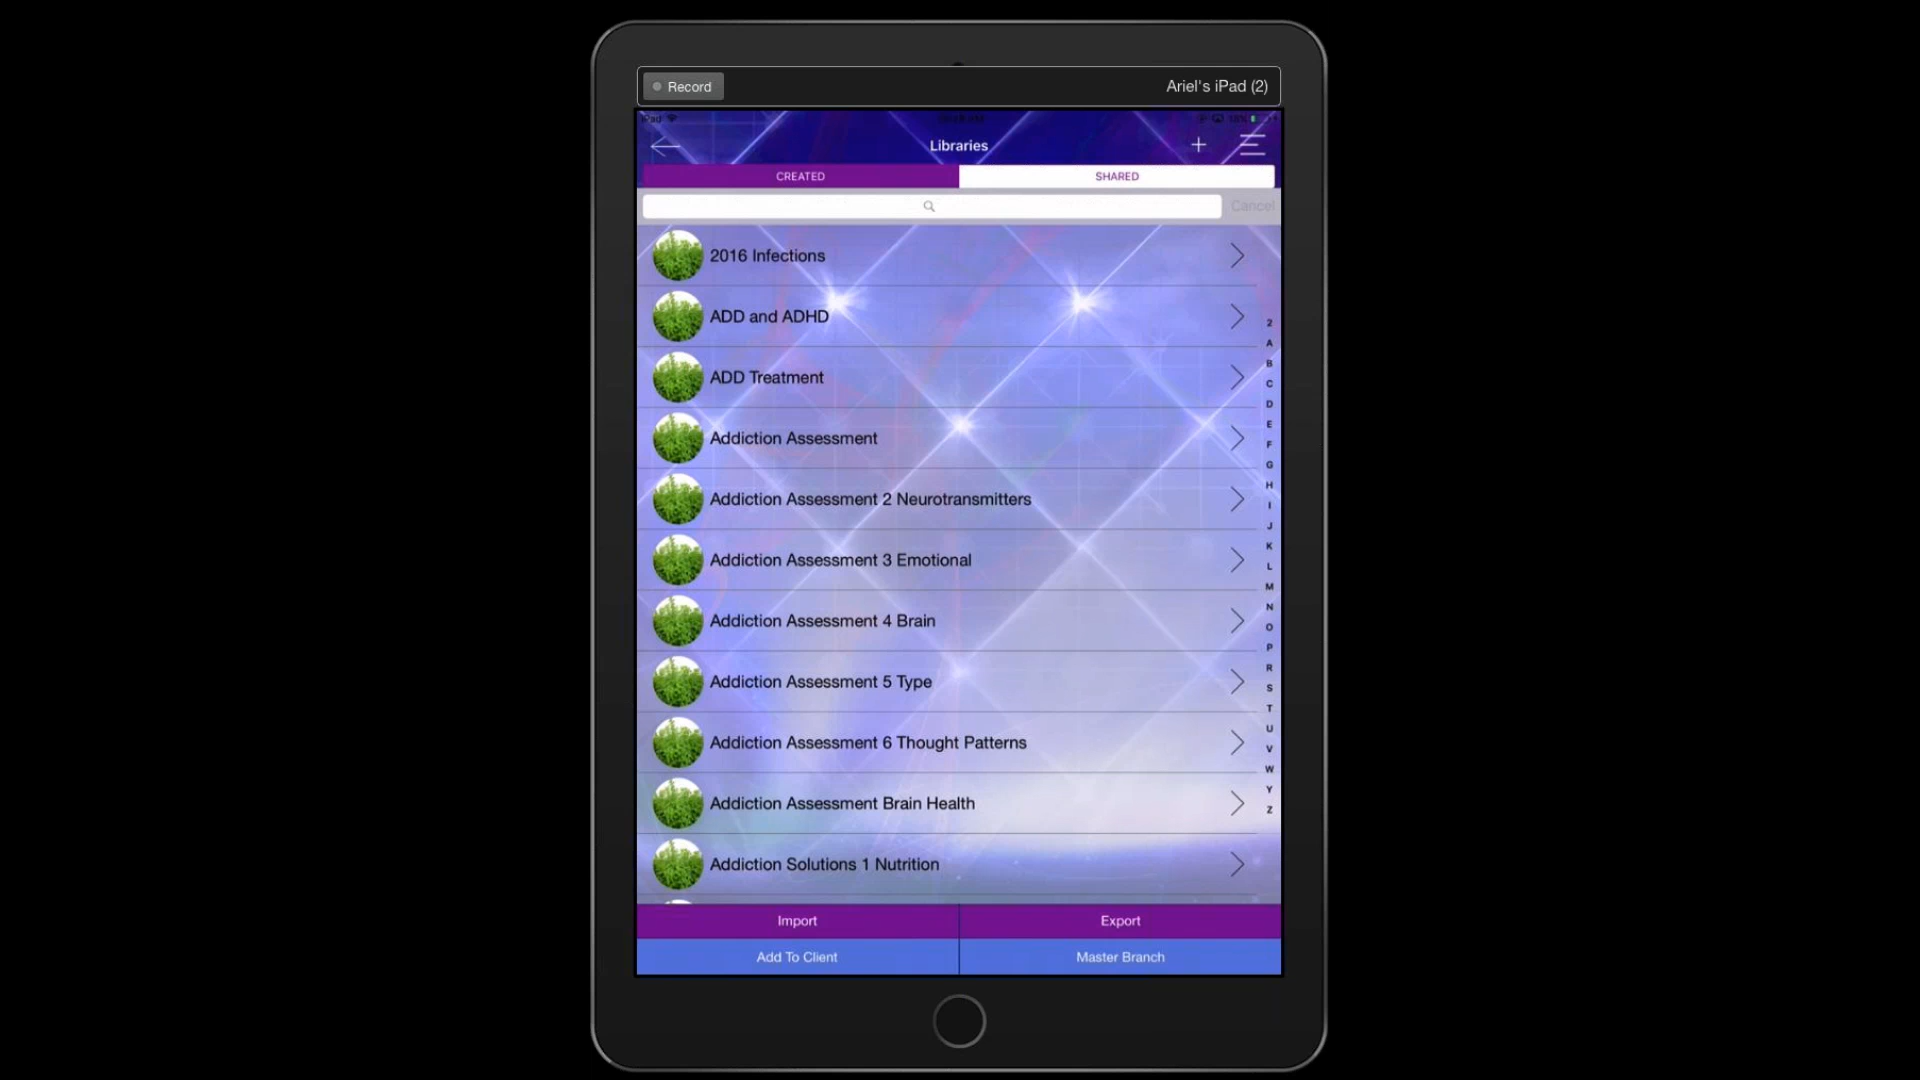 Record
Ariel's iPad (2)
iPad
Libraries
CREATED
SHARED
Cancel
2016 Infections
ADD and ADHD
ADD Treatment
Addiction Assessment
Addiction Assessment 2 Neurotransmitters
Addiction Assessment 3 Emotional
Addiction Assessment 4 Brain
Addiction Assessment 5 Type
Addiction Assessment 6 Thought Patterns
Addiction Assessment Brain Health
Addiction Solutions 1 Nutrition
2
A
B
C
D
E
F
G
H
I
J
K
L
M
N
O
P
R
S
T
U
V
W
Y
Z
Import
Export
Add To Client
Master Branch